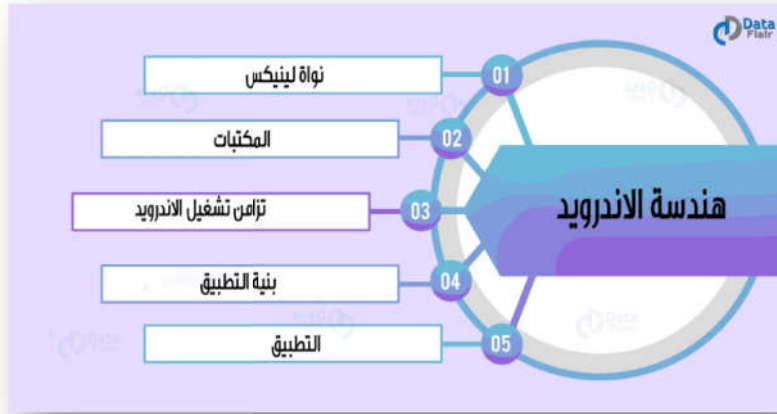 Data
Flair
هندسة الاندرويد
01
نواة لينيكس
02
المكتبات
03
تزامن تشغيل الاندرويد
04
بنية التطبيق
05
التطبيق